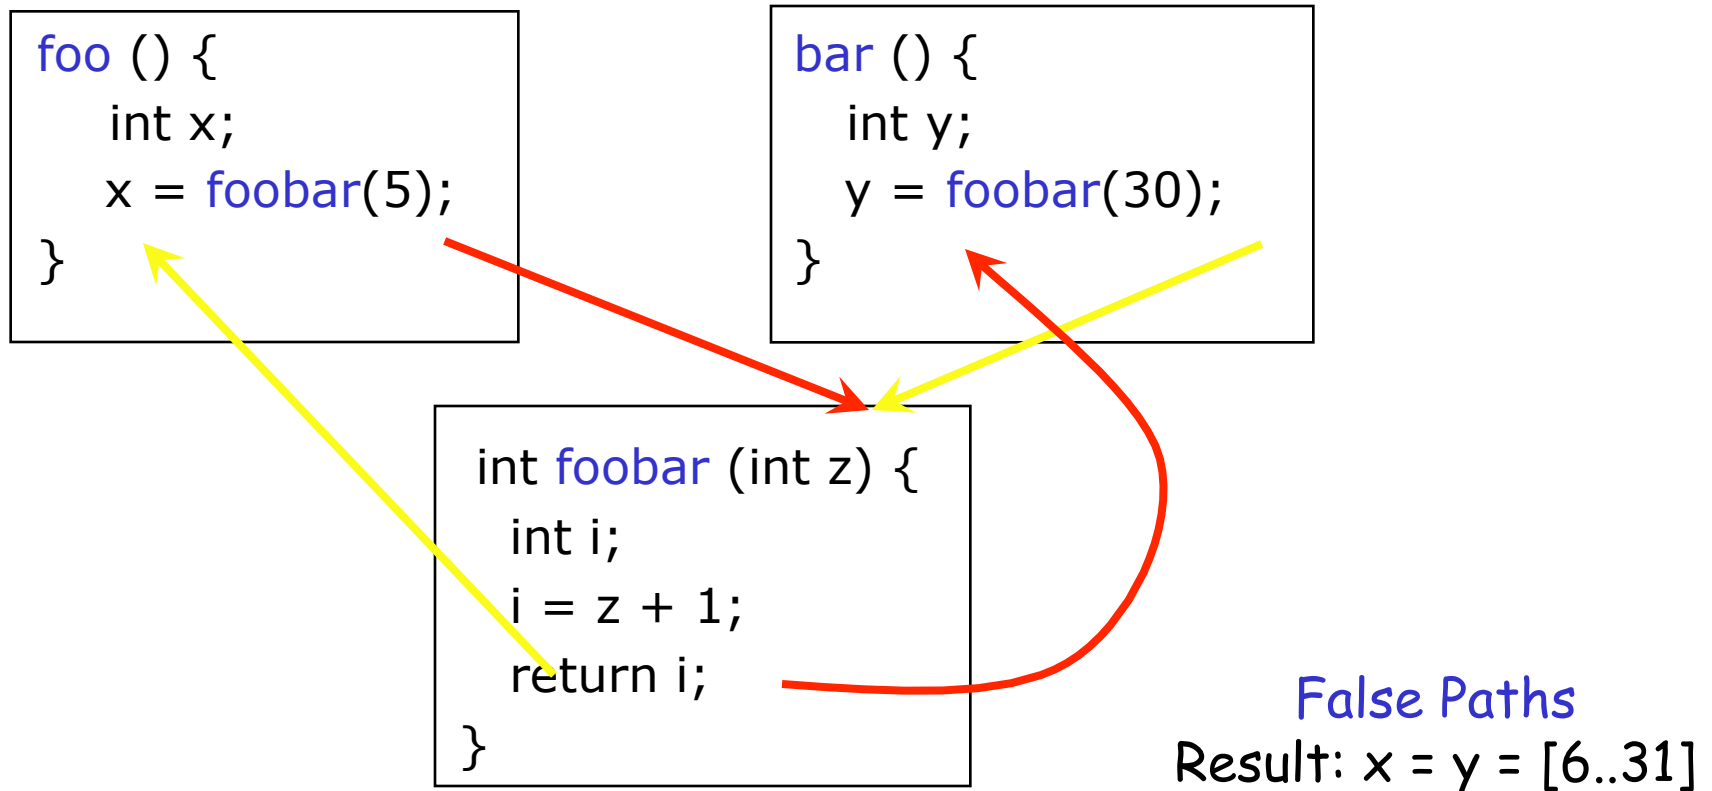 foo () {
int x;
x = foobar(5);
}
bar () {
int y;
y = foobar(30);
}
int foobar (int z) {
int i;
i = z + 1;
return i;
}
False Paths
Result: x = y = [6..31]